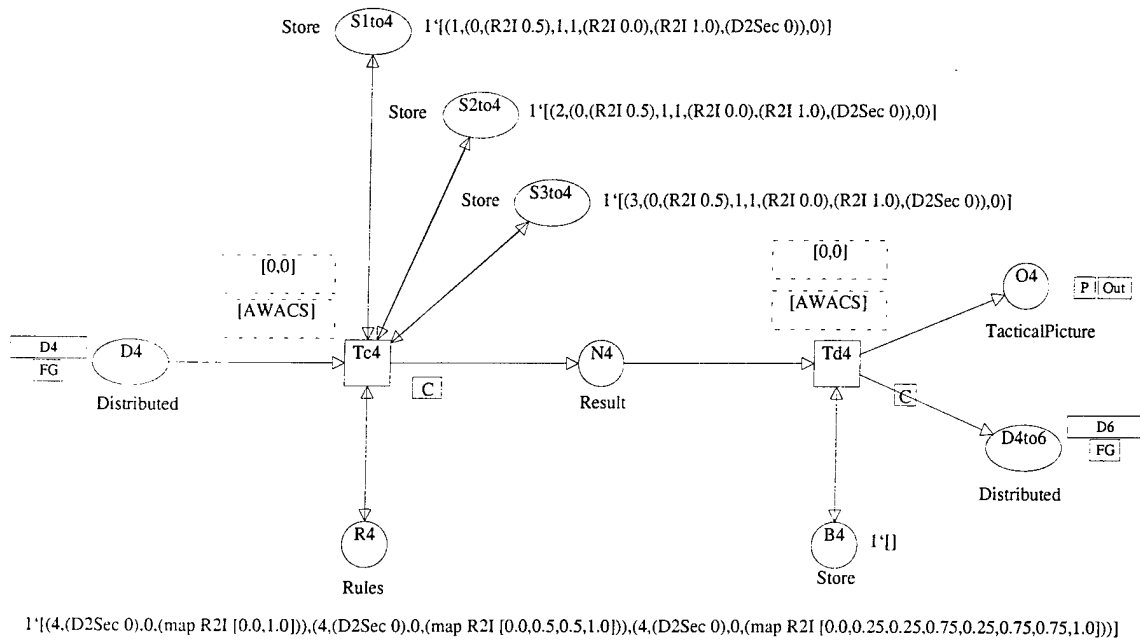 Store S1to4 1‘[(1,(0,(R2I 0.5),1,1,(R2I 0.0),(R2I 1.0),(D2Sec 0)),0)]
Store S2to4 1‘[(2,(0,(R2I 0.5),1,1,(R2I 0.0),(R2I 1.0),(D2Sec 0)),0)]
Store S3to4 1‘[(3,(0,(R2I 0.5),1,1,(R2I 0.0),(R2I 1.0),(D2Sec 0)),0)]
[0,0] [0,0]
[AWACS] [AWACS] O4 P Out
TacticalPicture
D4 D4 Tc4 N4 Td4
FG
Distributed C Result C
D4to6 D6
FG
Distributed
R4 B4 1‘[]
Rules Store
1‘[(4,(D2Sec 0).0,(map R2I [0.0,1.0])),(4,(D2Sec 0).0,(map R2I [0.0,0.5,0.5,1.0])),(4,(D2Sec 0),0,(map R2I [0.0,0.25,0.25,0.75,0.25,0.75,0.75,1.0]))]